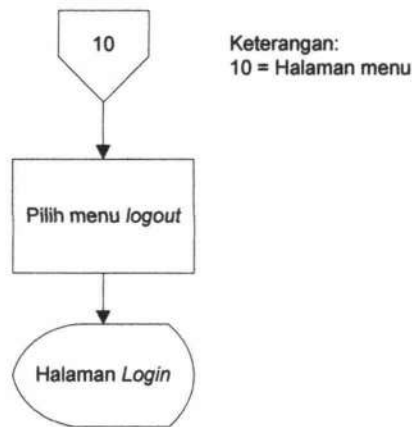 10
Keterangan:
10 = Halaman menu
Pilih menu logout
Halaman Login